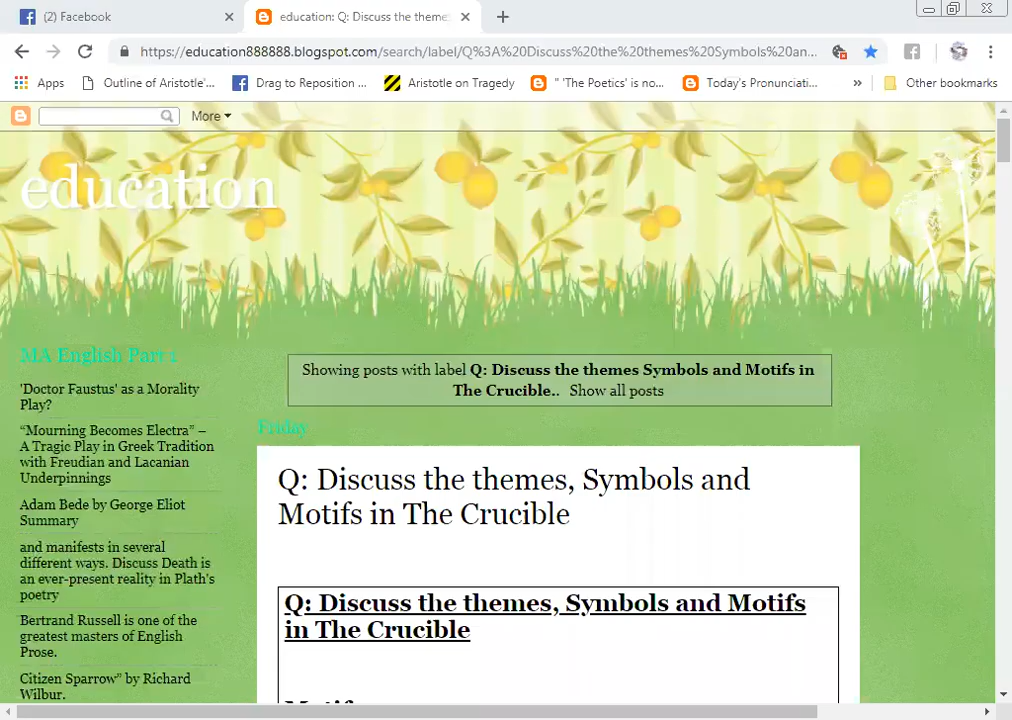 (2) Facebook
education: Q: Discuss the theme
https://education888888.blogspot.com/search/label/Q%3A%20Discuss%20the%20themes%20Symbols%20an...
Apps
Outline of Aristotle'...
Drag to Reposition ...
Aristotle on Tragedy
" 'The Poetics' is no...
Today's Pronunciati...
»
Other bookmarks
More
education
MA English Part 1
'Doctor Faustus' as a Morality
Play?
“Mourning Becomes Electra” –
A Tragic Play in Greek Tradition
with Freudian and Lacanian
Underpinnings
Adam Bede by George Eliot
Summary
and manifests in several
different ways. Discuss Death is
an ever-present reality in Plath's
poetry
Bertrand Russell is one of the
greatest masters of English
Prose.
Citizen Sparrow” by Richard
Wilbur.
Showing posts with label Q: Discuss the themes Symbols and Motifs in
The Crucible.. Show all posts
Friday
Q: Discuss the themes, Symbols and
Motifs in The Crucible
Q: Discuss the themes, Symbols and Motifs
in The Crucible